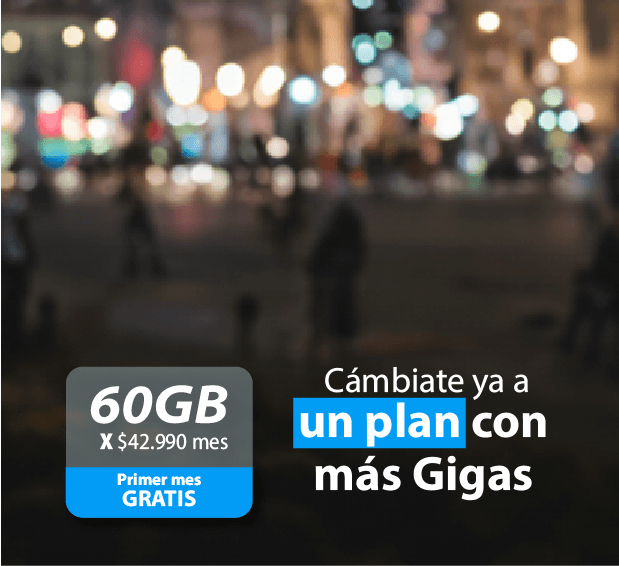 60GB
X $42.990 mes
Primer mes
GRATIS
Cámbiate ya a
un plan con
más Gigas